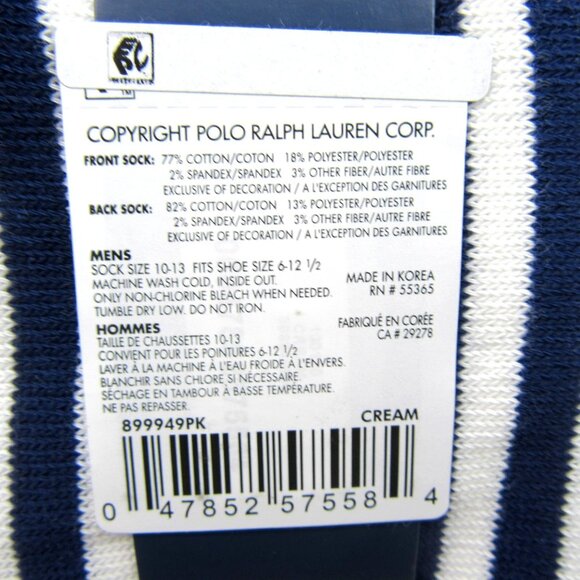 TM
COPYRIGHT POLO RALPH LAUREN CORP.
FRONT SOCK: 77% COTTON/COTON 18% POLYESTER/POLYESTER
2% SPANDEX/SPANDEX 3% OTHER FIBER/AUTRE FIBRE
EXCLUSIVE OF DECORATION / A L'EXCEPTION DES GARNITURES
BACK SOCK: 82% COTTON/COTON 13% POLYESTER/POLYESTER
2% SPANDEX/SPANDEX 3% OTHER FIBER/AUTRE FIBRE
EXCLUSIVE OF DECORATION / A L'EXCEPTION DES GARNITURES
MENS
SOCK SIZE 10-13 FITS SHOE SIZE 6-12 1/2
MACHINE WASH COLD, INSIDE OUT.
ONLY NON-CHLORINE BLEACH WHEN NEEDED.
TUMBLE DRY LOW. DO NOT IRON.
MADE IN KOREA
RN # 55365
HOMMES
TAILLE DE CHAUSSETTES 10-13
CONVIENT POUR LES POINTURES 6-12 1/2
LAVER À LA MACHINE À L'EAU FROIDE À L'ENVERS.
BLANCHIR SANS CHLORE SI NÉCESSAIRE.
SÉCHAGE EN TAMBOUR À BASSE TEMPÉRATURE.
NE PAS REPASSER.
FABRIQUÉ EN CORÉE
CA # 29278
899949PK CREAM
0 47852 57558 4